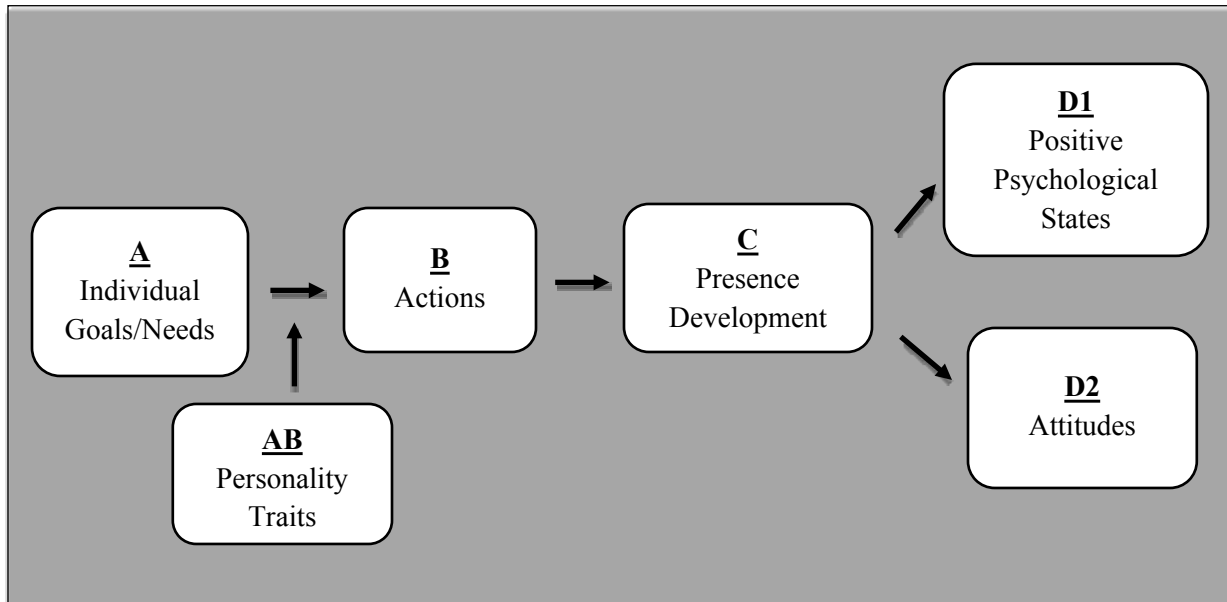 A
Individual
Goals/Needs
AB
Personality
Traits
B
Actions
C
Presence
Development
D1
Positive
Psychological
States
D2
Attitudes